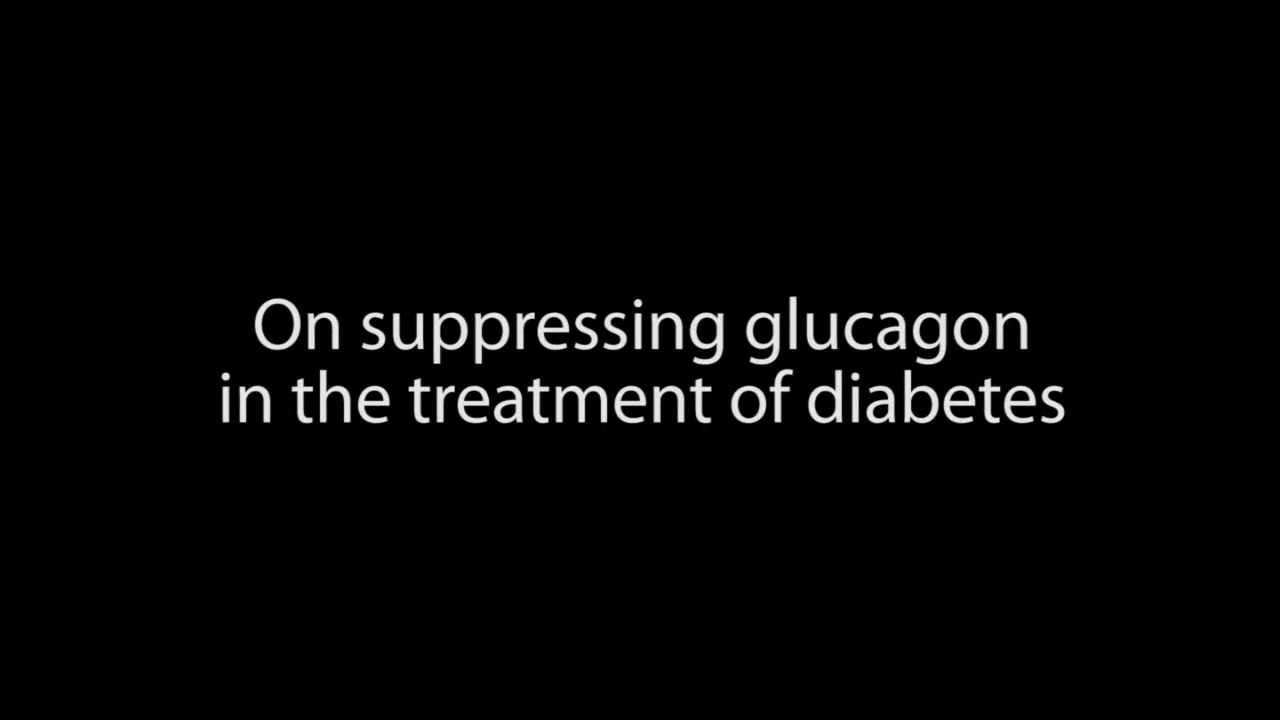 On suppressing glucagon
in the treatment of diabetes